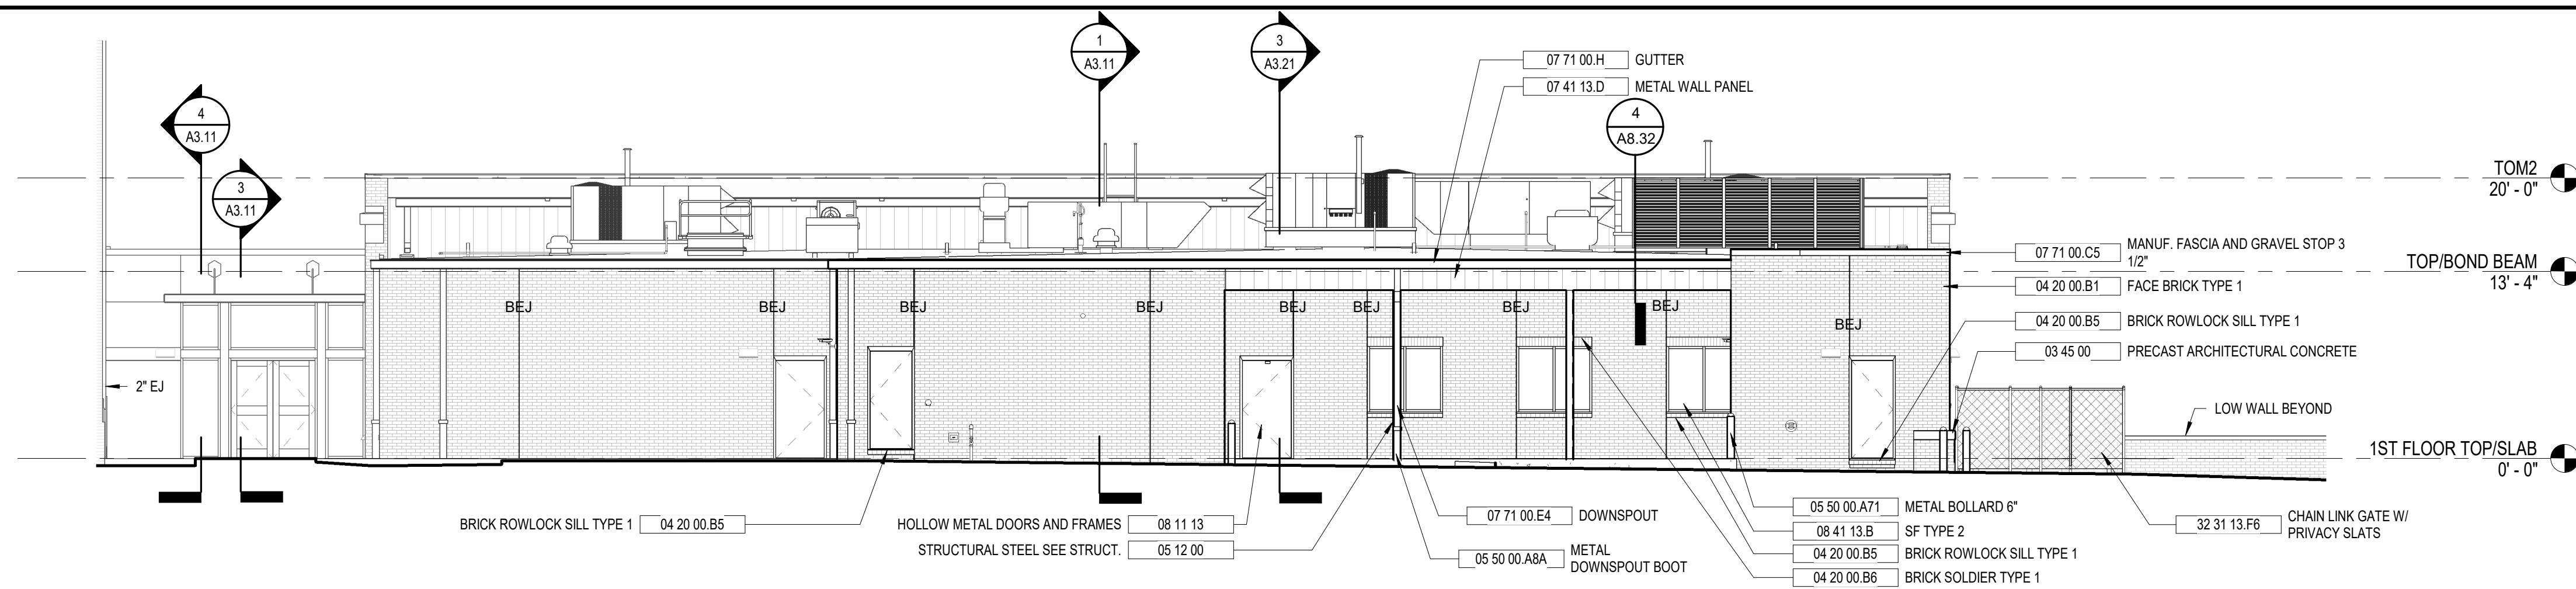 1
A3.11
3
A3.21
07 71 00.H GUTTER
07 41 13.D METAL WALL PANEL
4
A3.11
4
A8.32
3
A3.11
TOM2
20' - 0"
07 71 00.C5 MANUF. FASCIA AND GRAVEL STOP 3
1/2"
TOP/BOND BEAM
13' - 4"
04 20 00.B1 FACE BRICK TYPE 1
BEJ BEJ BEJ BEJ BEJ BEJ BEJ BEJ BEJ
04 20 00.B5 BRICK ROWLOCK SILL TYPE 1
03 45 00 PRECAST ARCHITECTURAL CONCRETE
2" EJ
LOW WALL BEYOND
1ST FLOOR TOP/SLAB
0' - 0"
BRICK ROWLOCK SILL TYPE 1 04 20 00.B5
HOLLOW METAL DOORS AND FRAMES 08 11 13
STRUCTURAL STEEL SEE STRUCT. 05 12 00
07 71 00.E4 DOWNSPOUT
05 50 00.A8A METAL
DOWNSPOUT BOOT
05 50 00.A71 METAL BOLLARD 6"
08 41 13.B SF TYPE 2
04 20 00.B5 BRICK ROWLOCK SILL TYPE 1
04 20 00.B6 BRICK SOLDIER TYPE 1
32 31 13.F6 CHAIN LINK GATE W/
PRIVACY SLATS